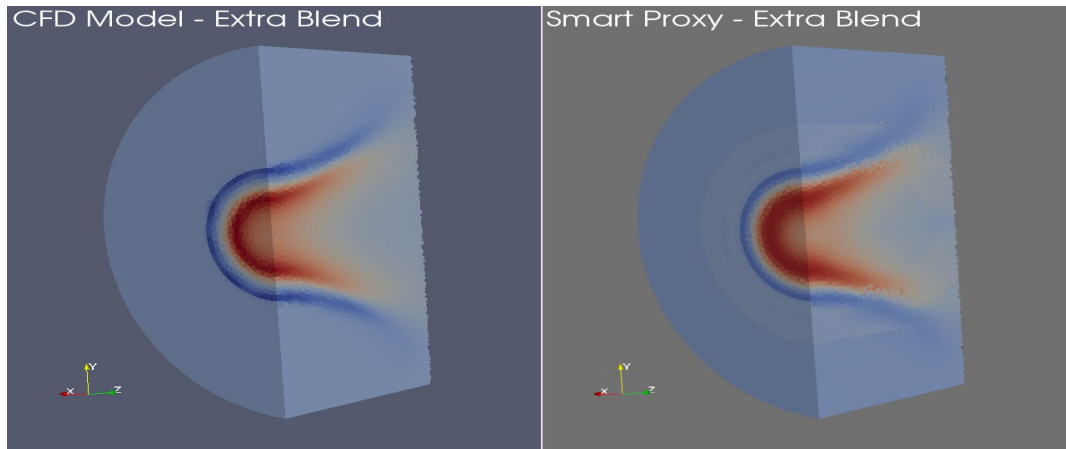 CFD Model - Extra Blend
Smart Proxy - Extra Blend
Y
X
Z
Y
X
Z